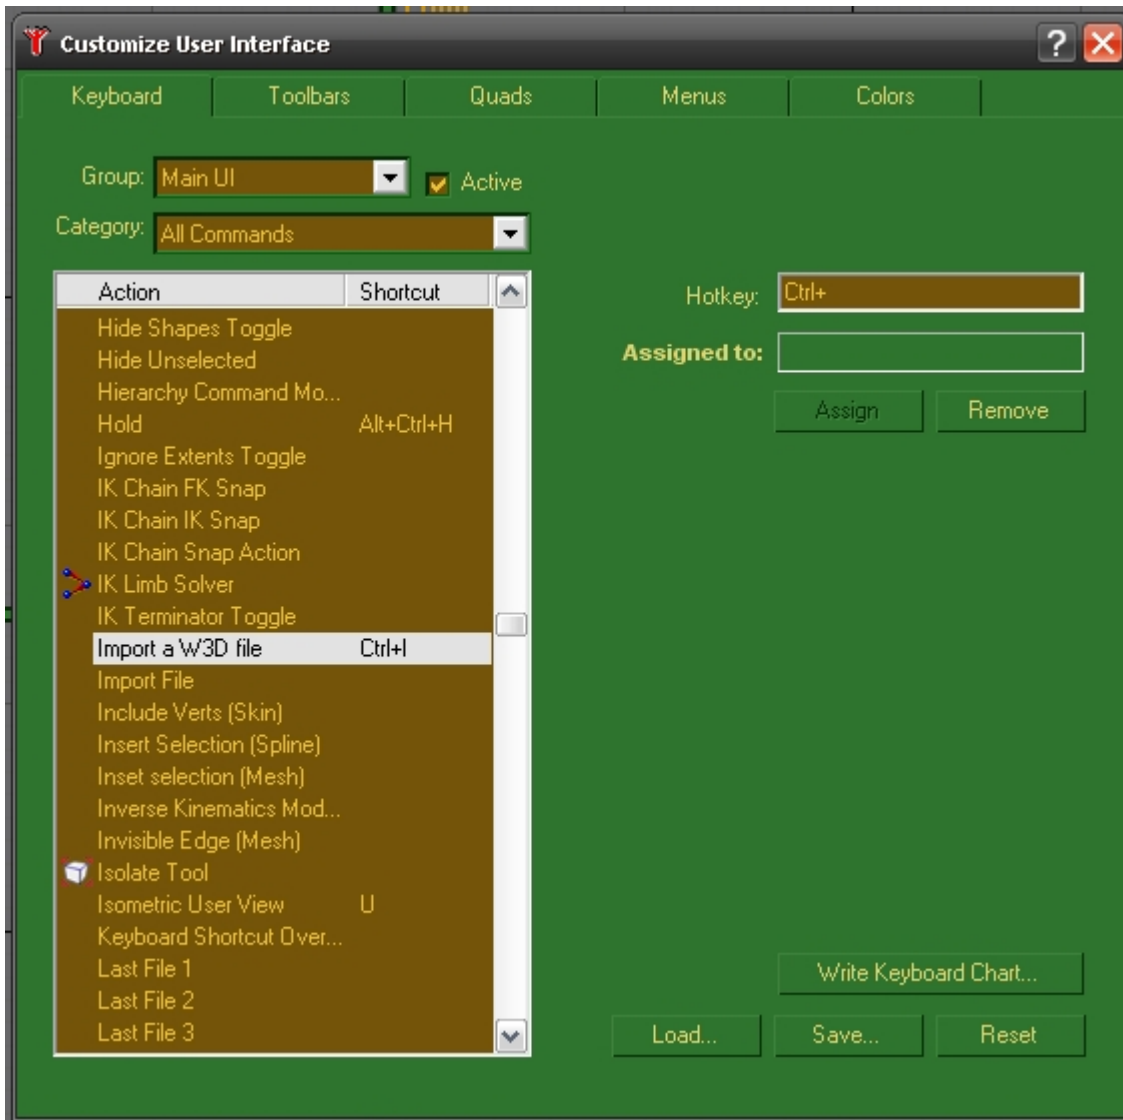 Customize User Interface
Keyboard Toolbars Quads Menus Colors
Group: Main UI Active
Category: All Commands
Action Shortcut
Hide Shapes Toggle
Hide Unselected
Hierarchy Command Mo...
Hold Alt+Ctrl+H
Ignore Extents Toggle
IK Chain FK Snap
IK Chain IK Snap
IK Chain Snap Action
IK Limb Solver
IK Terminator Toggle
Import a W3D file Ctrl+I
Import File
Include Verts (Skin)
Insert Selection (Spline)
Inset selection (Mesh)
Inverse Kinematics Mod...
Invisible Edge (Mesh)
Isolate Tool
Isometric User View U
Keyboard Shortcut Over...
Last File 1
Last File 2
Last File 3
Hotkey: Ctrl+
Assigned to:
Assign Remove
Write Keyboard Chart...
Load... Save... Reset